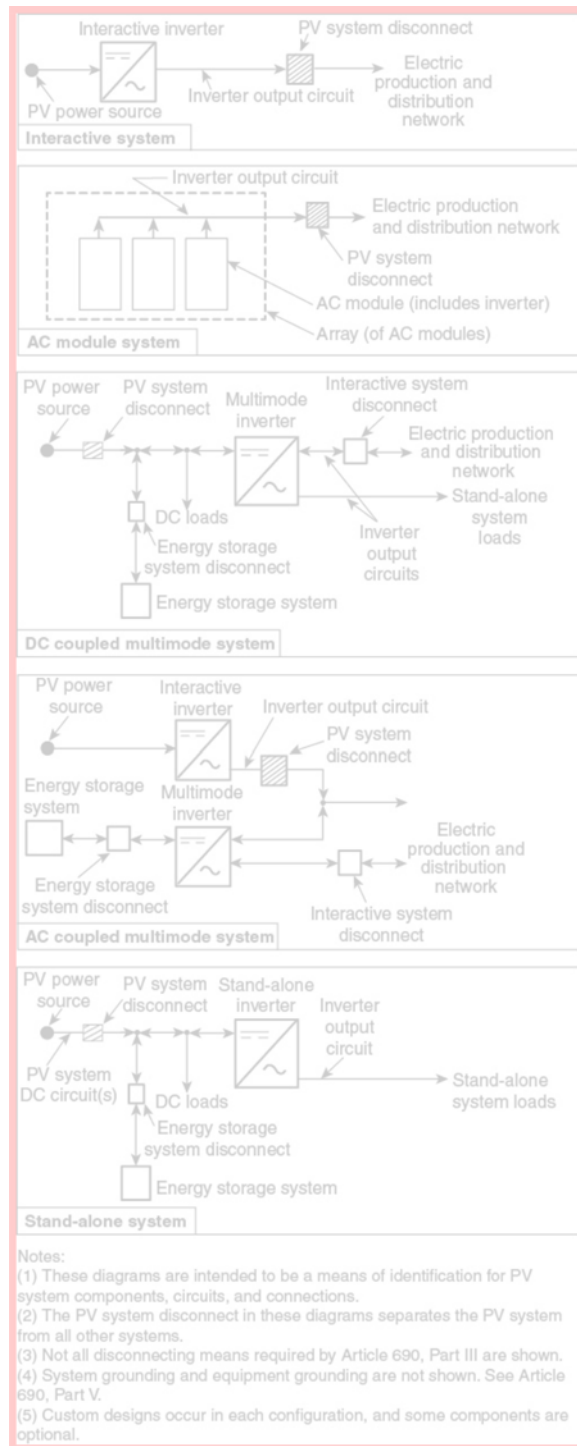 Interactive inverter
PV system disconnect
Inverter output circuit
Electric
production and
distribution
network
PV power source
Interactive system
Inverter output circuit
Electric production
and distribution network
PV system
disconnect
AC module (includes inverter)
Array (of AC modules)
AC module system
PV power
source
PV system
disconnect
Multimode
inverter
Interactive system
disconnect
Electric production
and distribution
network
Stand-alone
system
loads
DC loads
Energy storage
system disconnect
Inverter
output
circuits
Energy storage system
DC coupled multimode system
PV power
source
Interactive
inverter
Inverter output circuit
PV system
disconnect
Energy storage
system
Multimode
inverter
Electric
production and
distribution
network
Energy storage
system disconnect
Interactive system
disconnect
AC coupled multimode system
PV power
source
PV system
disconnect
Stand-alone
inverter
Inverter
output
circuit
PV system
DC circuit(s)
DC loads
Stand-alone
system loads
Energy storage
system disconnect
Energy storage system
Stand-alone system
Notes:
(1) These diagrams are intended to be a means of identification for PV
system components, circuits, and connections.
(2) The PV system disconnect in these diagrams separates the PV system
from all other systems.
(3) Not all disconnecting means required by Article 690, Part III are shown.
(4) System grounding and equipment grounding are not shown. See Article
690, Part V.
(5) Custom designs occur in each configuration, and some components are
optional.